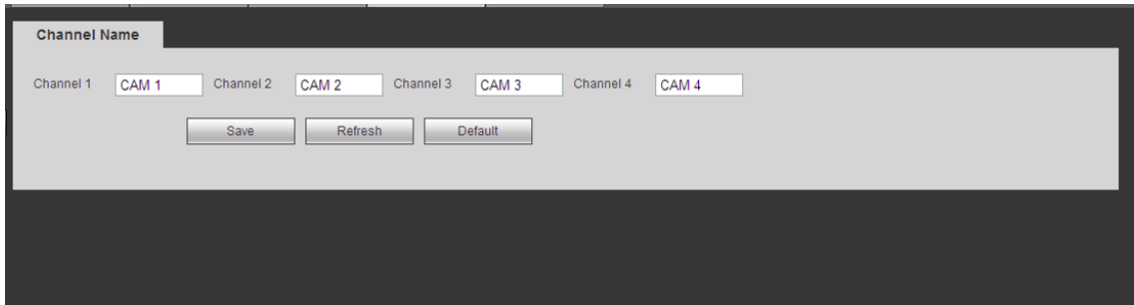 Channel Name
Channel 1 CAM 1 Channel 2 CAM 2 Channel 3 CAM 3 Channel 4 CAM 4
Save Refresh Default